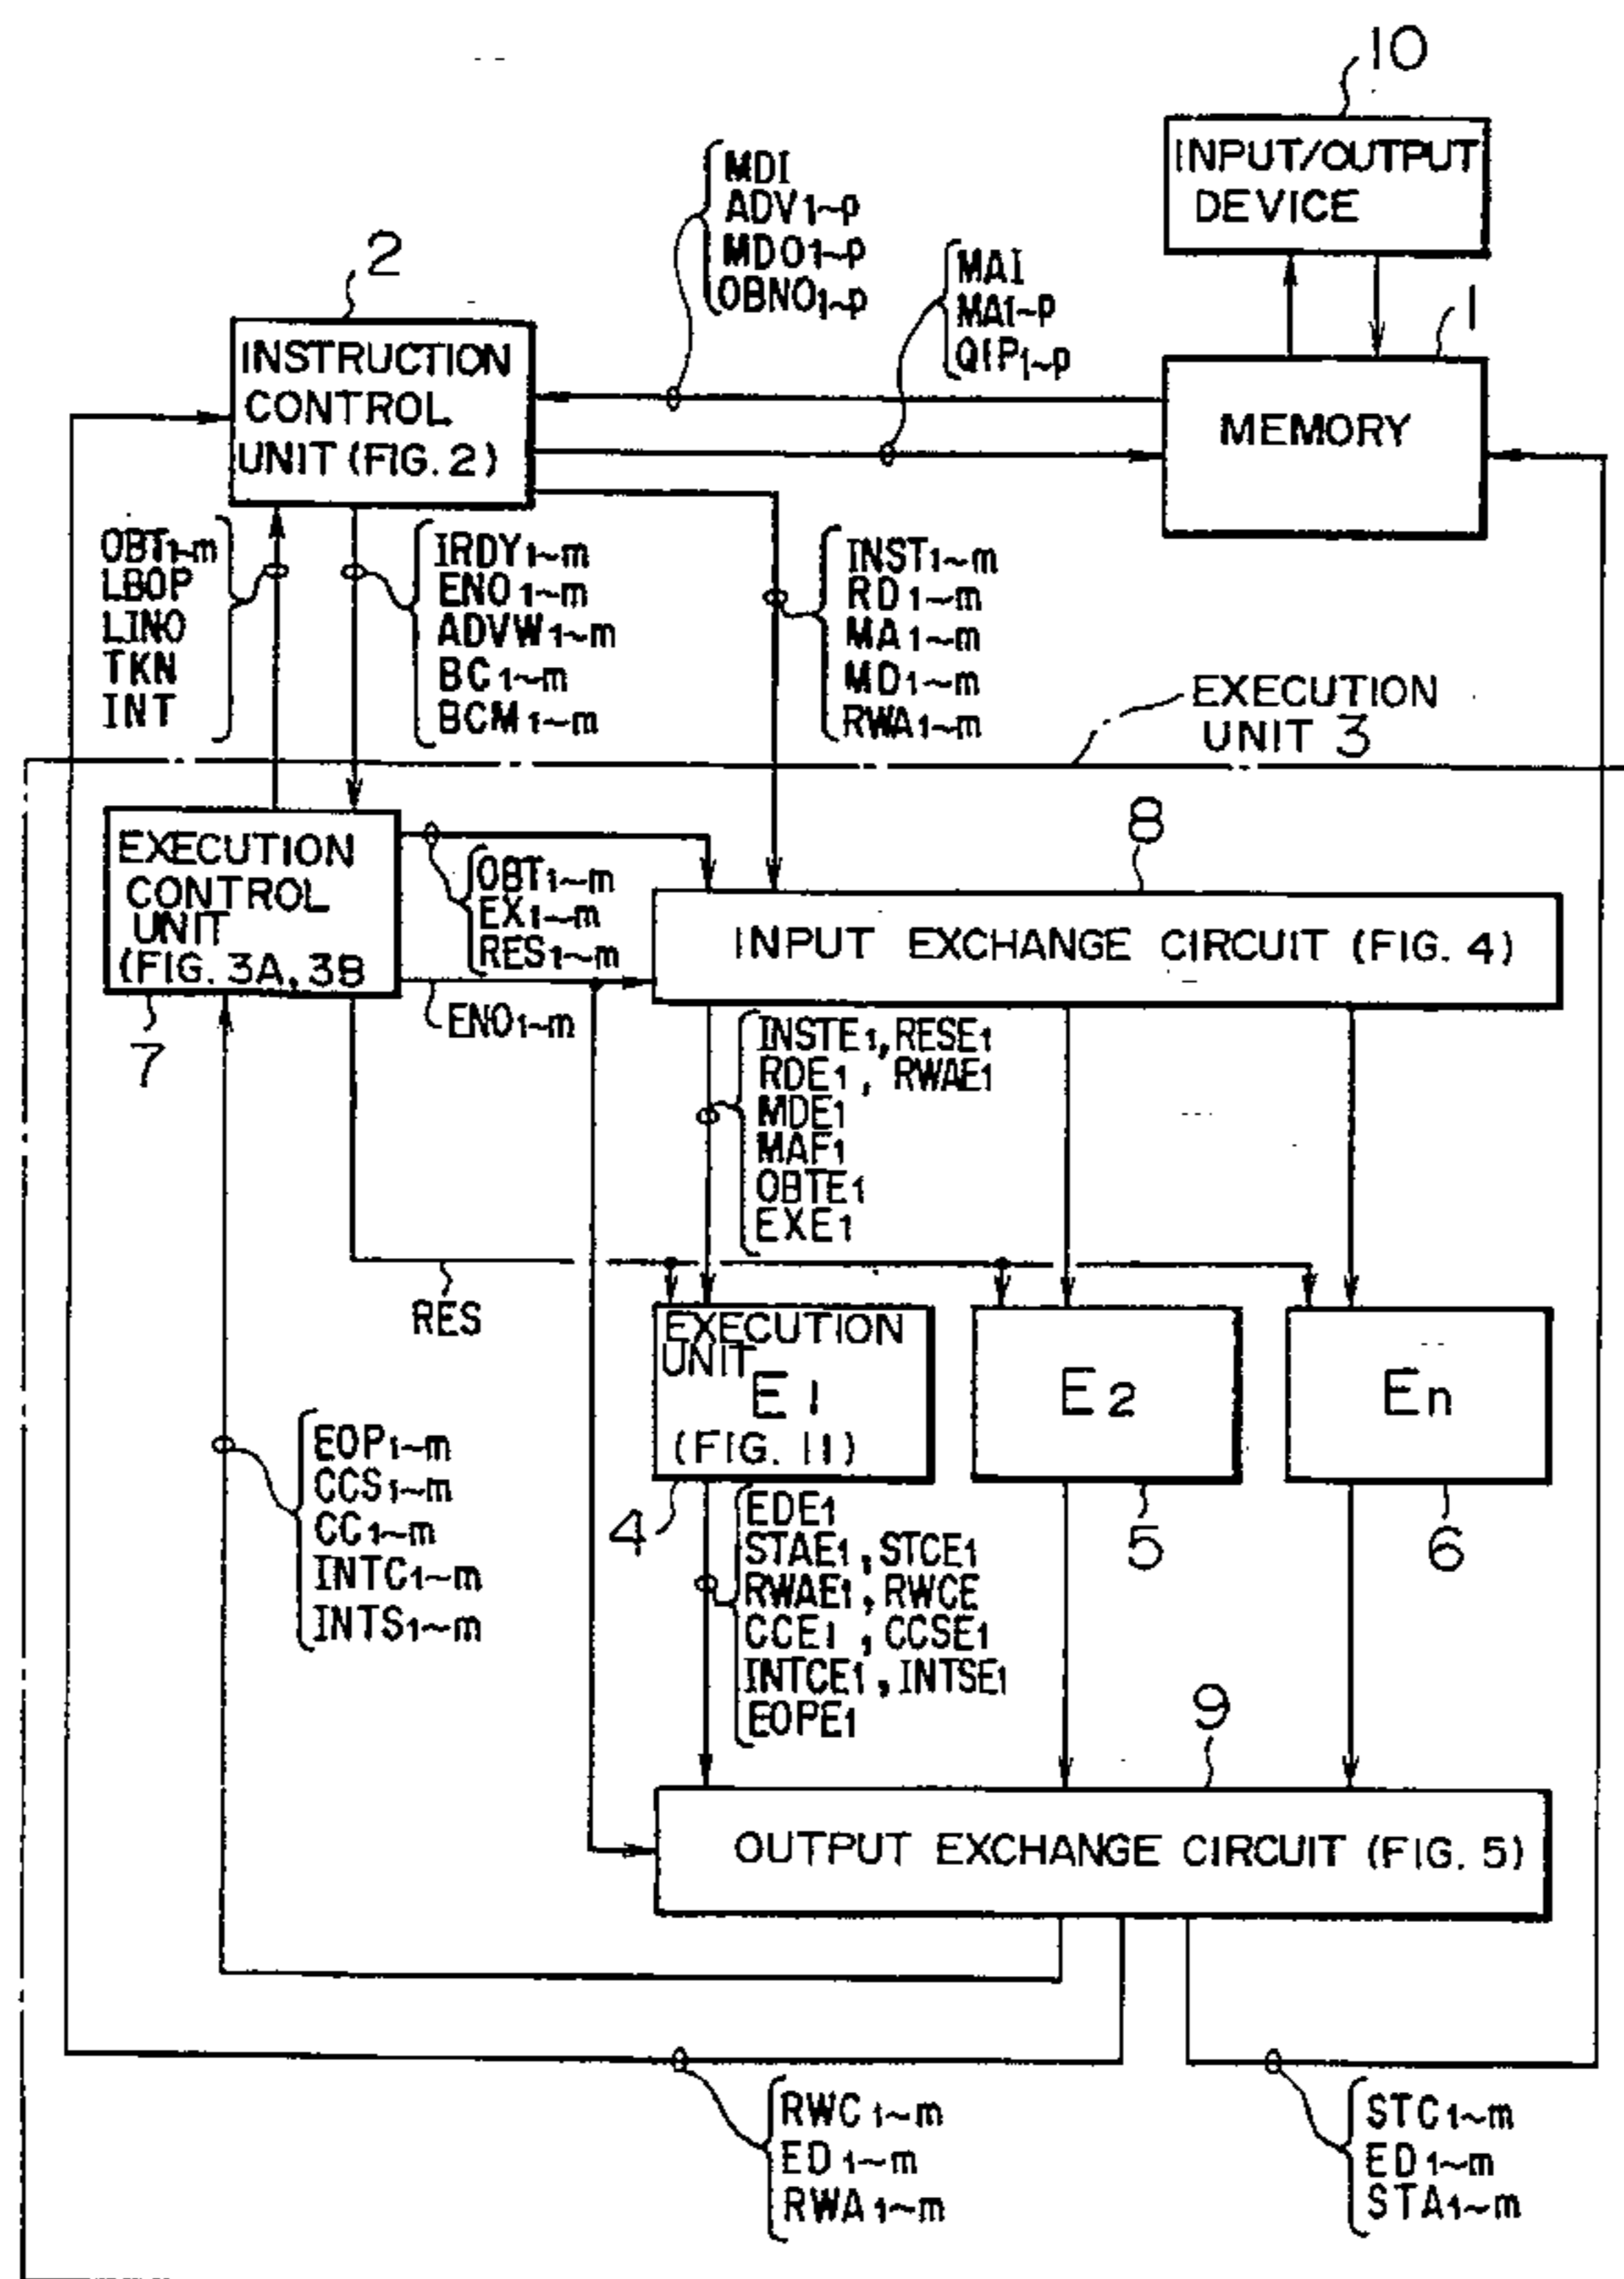 10
INPUT/OUTPUT
DEVICE
MDI
ADV1~p
MDO1~p
OBNO1~p
MAI
MA1~p
QIP1~p
2
1
INSTRUCTION
CONTROL
UNIT (FIG. 2)
MEMORY
OBT1~m
LBOP
LINO
TKN
INT
IRDY1~m
ENO1~m
ADVW1~m
BC1~m
BCM1~m
INST1~m
RD1~m
MA1~m
MD1~m
RWA1~m
EXECUTION
UNIT 3
8
EXECUTION
CONTROL
UNIT
(FIG. 3A, 3B
7
OBT1~m
EX1~m
RES1~m
ENO1~m
INPUT EXCHANGE CIRCUIT (FIG. 4)
INSTE1, RESE1
RDE1, RWAE1
MDE1
MAF1
OBTE1
EXE1
RES
EXECUTION
UNIT
E1
(FIG. 11)
E2
En
4
5
6
EOP1~m
CCS1~m
CC1~m
INTC1~m
INTS1~m
EDE1
STAE1, STCE1
RWAE1, RWCE
CCE1, CCSE1
INTCE1, INTSE1
EOPE1
9
OUTPUT EXCHANGE CIRCUIT (FIG. 5)
RWC1~m
ED1~m
RWA1~m
STC1~m
ED1~m
STA1~m